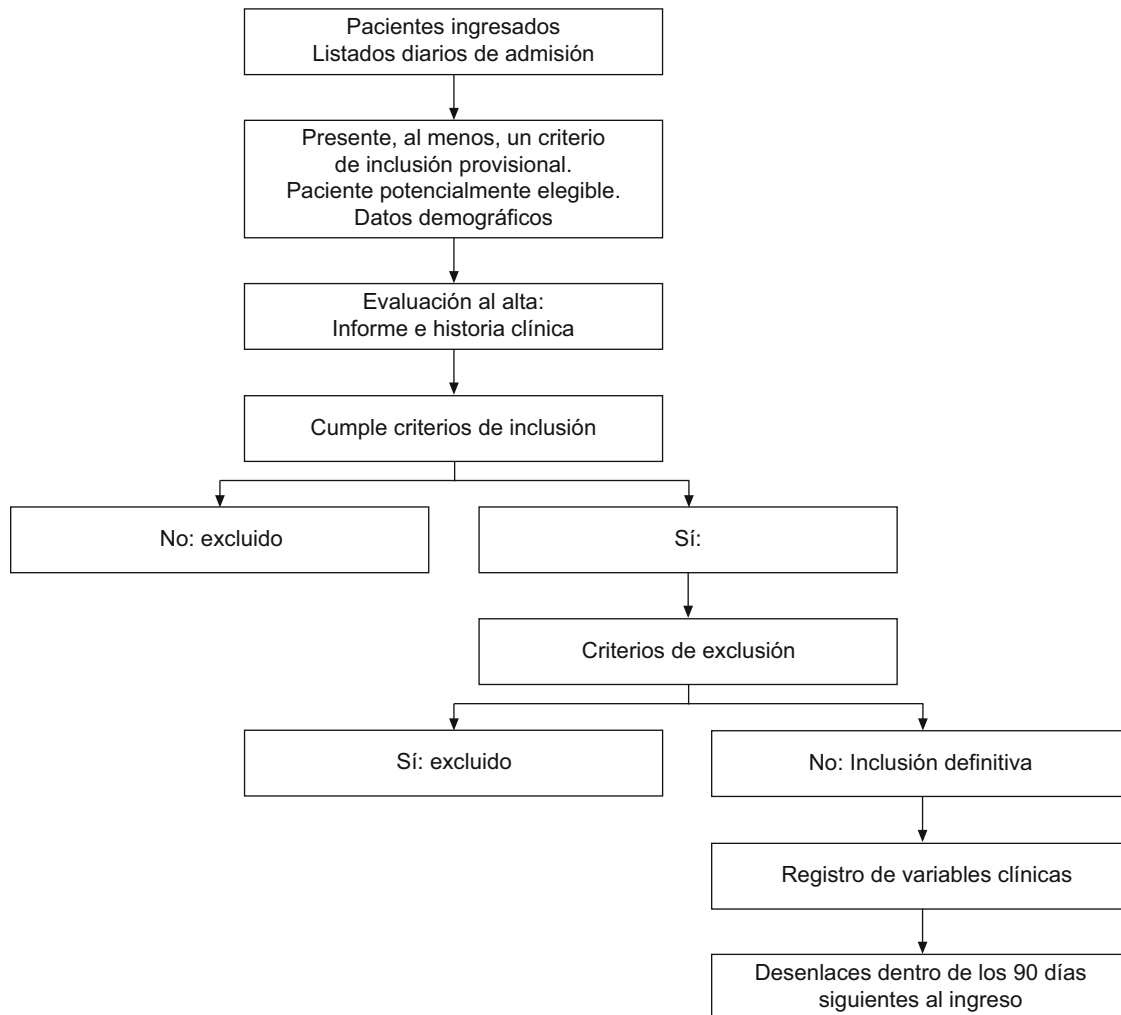 Pacientes ingresados
Listados diarios de admisión
Presente, al menos, un criterio
de inclusión provisional.
Paciente potencialmente elegible.
Datos demográficos
Evaluación al alta:
Informe e historia clínica
Cumple criterios de inclusión
No: excluido
Sí:
Criterios de exclusión
Sí: excluido
No: Inclusión definitiva
Registro de variables clínicas
Desenlaces dentro de los 90 días
siguientes al ingreso